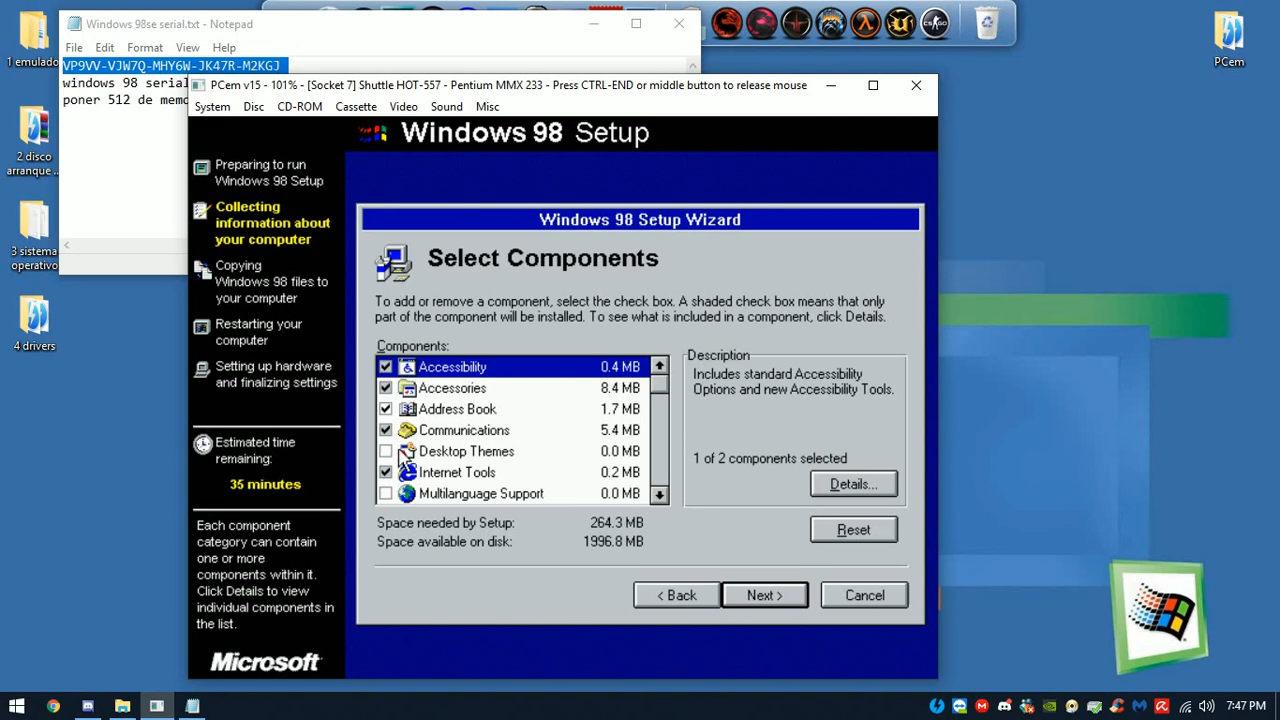 Windows 98se serial.txt - Notepad
File Edit Format View Help
VP9VV-VJW7Q-MHY6W-JK47R-M2KGJ
windows 98 serial
poner 512 de memo
1 emulado
2 disco
arranque ...
3 sistema
operativo
4 drivers
PCem
CS:GO
PCem v15 - 101% - [Socket 7] Shuttle HOT-557 - Pentium MMX 233 - Press CTRL-END or middle button to release mouse
System Disc CD-ROM Cassette Video Sound Misc
Windows 98 Setup
Preparing to run
Windows 98 Setup
Collecting
information about
your computer
Copying
Windows 98 files to
your computer
Restarting your
computer
Setting up hardware
and finalizing settings
Estimated time
remaining:
35 minutes
Each component
category can contain
one or more
components within it.
Click Details to view
individual components in
the list.
Microsoft
Windows 98 Setup Wizard
Select Components
To add or remove a component, select the check box. A shaded check box means that only
part of the component will be installed. To see what is included in a component, click Details.
Components:
Accessibility 0.4 MB
Accessories 8.4 MB
Address Book 1.7 MB
Communications 5.4 MB
Desktop Themes 0.0 MB
Internet Tools 0.2 MB
Multilanguage Support 0.0 MB
Description
Includes standard Accessibility
Options and new Accessibility Tools.
1 of 2 components selected
Details...
Space needed by Setup: 264.3 MB
Space available on disk: 1996.8 MB
Reset
< Back Next > Cancel
7:47 PM